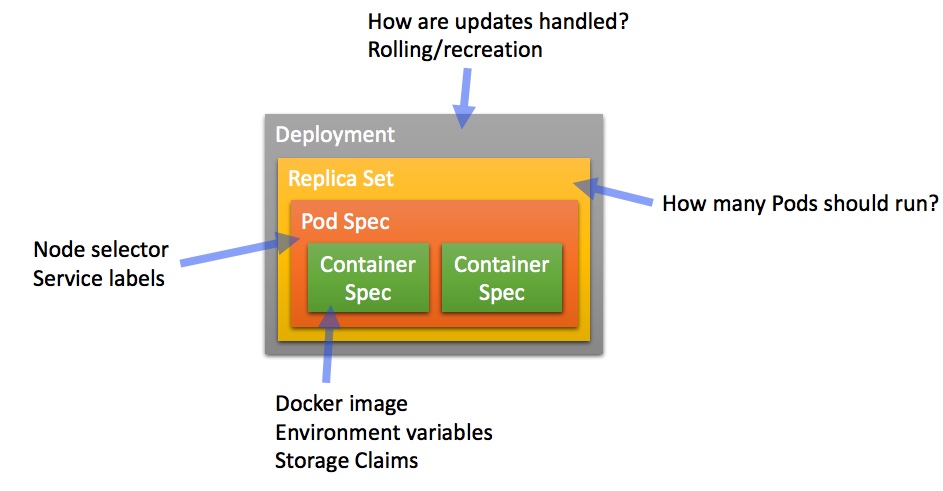 How are updates handled?
Rolling/recreation
Deployment
Replica Set
How many Pods should run?
Pod Spec
Node selector
Service labels
Container
Spec
Container
Spec
Docker image
Environment variables
Storage Claims